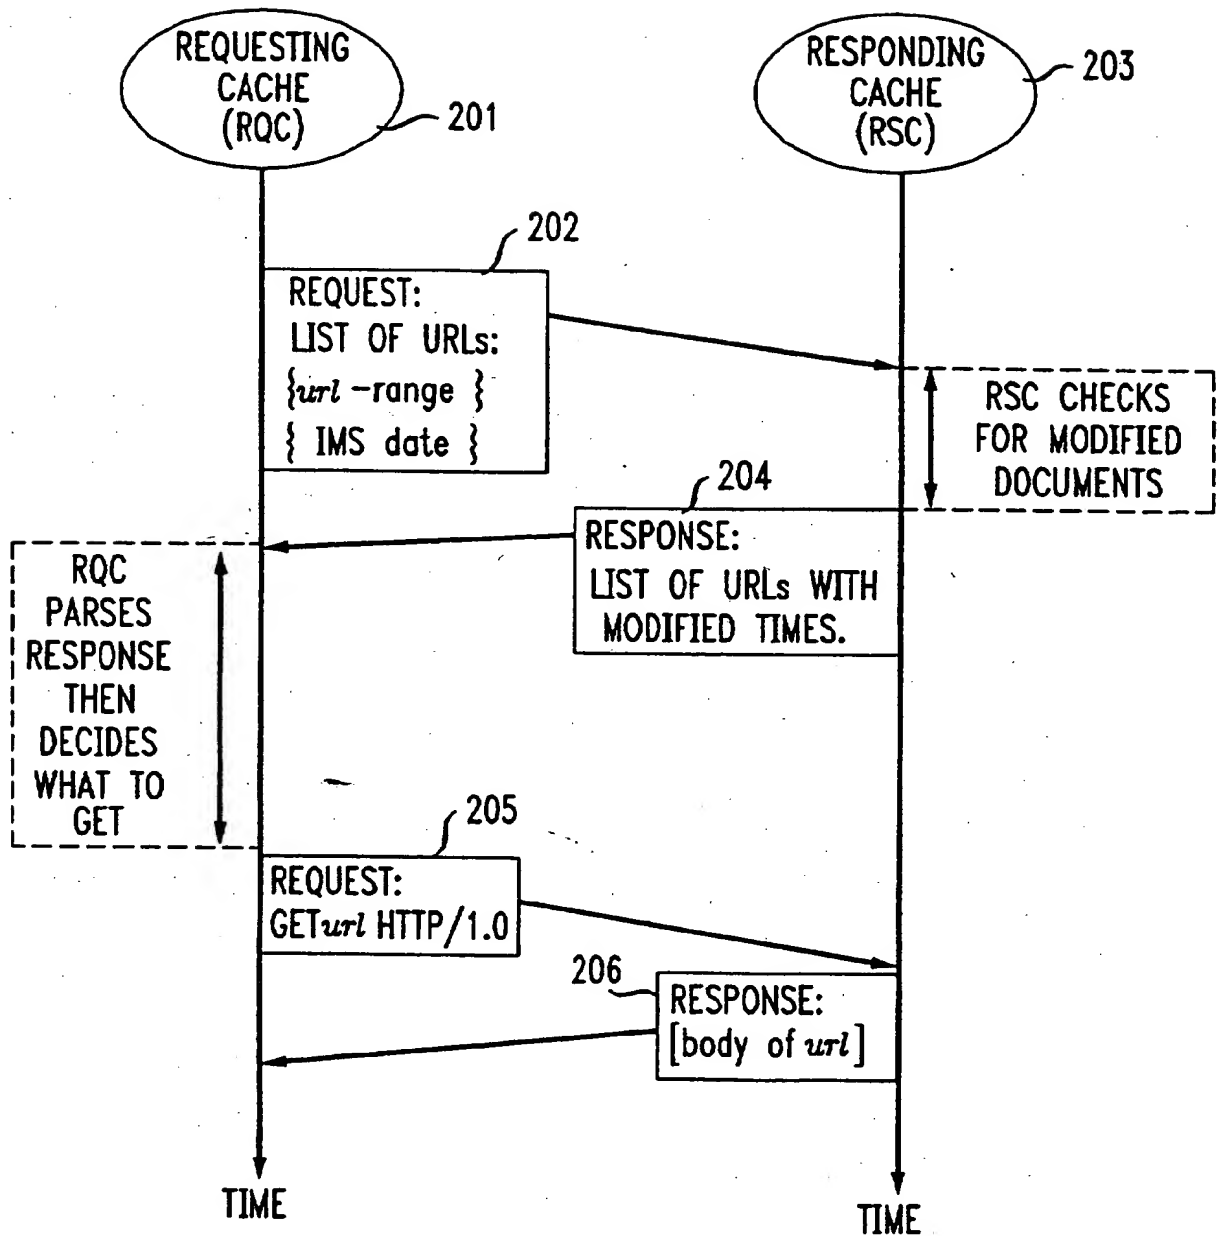 REQUESTING
CACHE
(RQC)
201
RESPONDING
CACHE
(RSC)
203
202
REQUEST:
LIST OF URLs:
{url -range }
{ IMS date }
RSC CHECKS
FOR MODIFIED
DOCUMENTS
204
RESPONSE:
LIST OF URLs WITH
MODIFIED TIMES.
RQC
PARSES
RESPONSE
THEN
DECIDES
WHAT TO
GET
205
REQUEST:
GET url HTTP/1.0
206
RESPONSE:
[body of url]
TIME
TIME